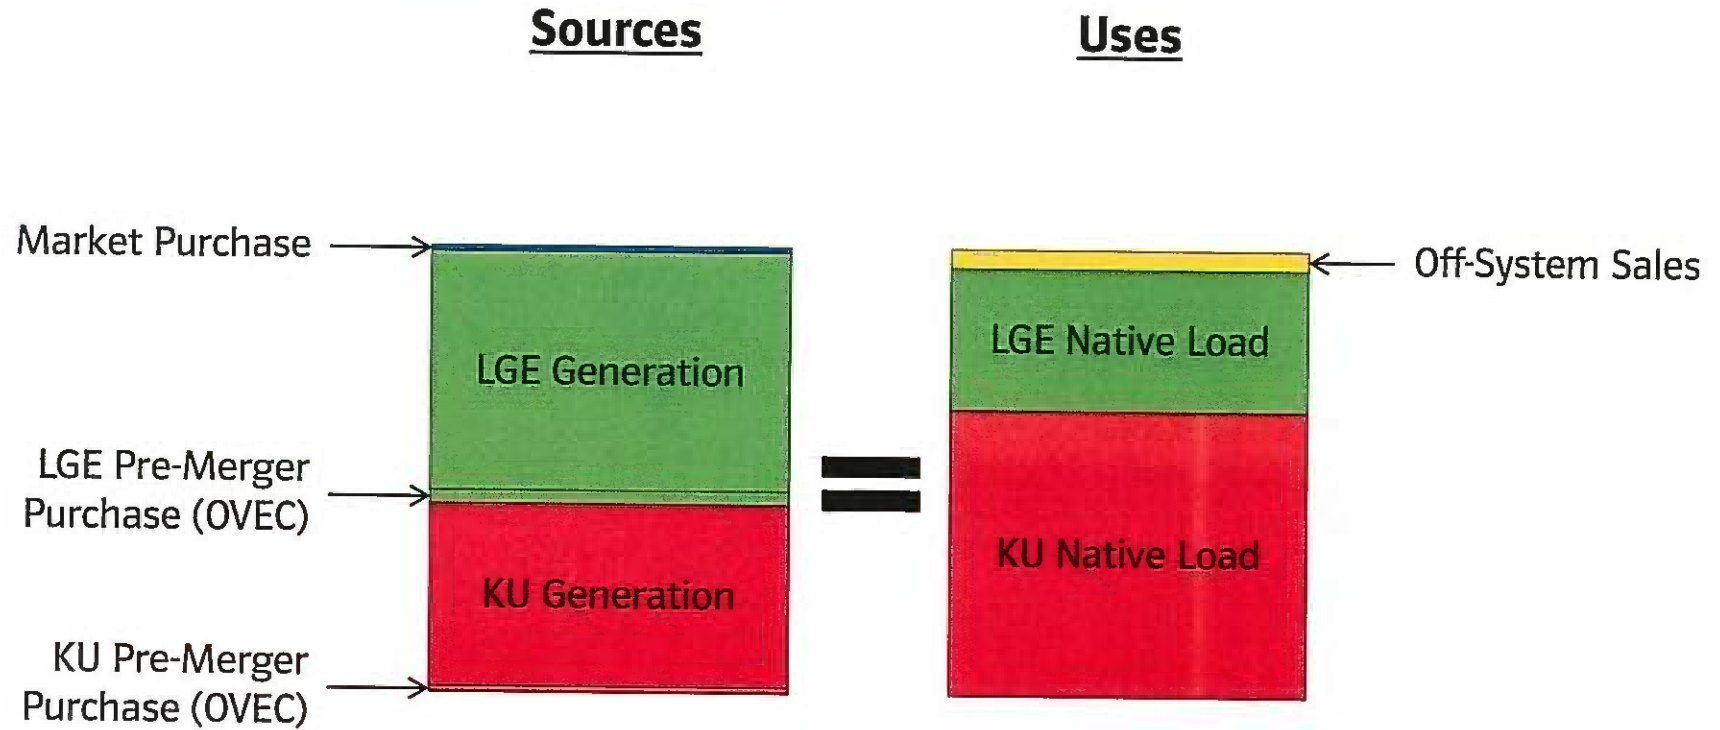 Sources
Uses
Market Purchase
Off-System Sales
LGE Generation
LGE Native Load
LGE Pre-Merger
Purchase (OVEC)
KU Generation
KU Native Load
KU Pre-Merger
Purchase (OVEC)